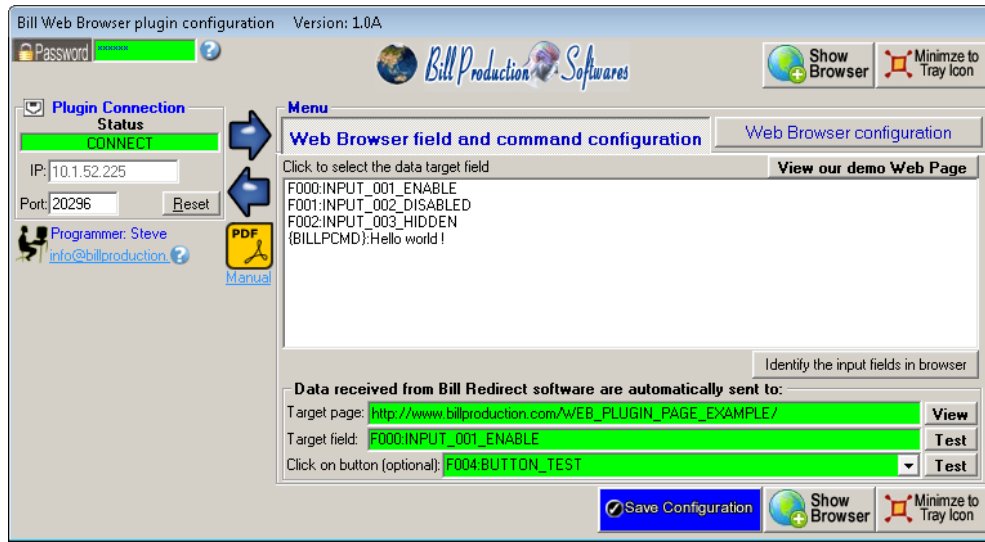 Bill Web Browser plugin configuration Version: 1.0A
Password xxxxxx
Bill Production Softwares
Show Browser
Minimze to Tray Icon
Plugin Connection
Status
CONNECT
IP: 10.1.52.225
Port: 20296 Reset
Programmer: Steve
info@billproduction.
PDF
Manual
Menu
Web Browser field and command configuration
Web Browser configuration
Click to select the data target field
View our demo Web Page
F000:INPUT_001_ENABLE
F001:INPUT_002_DISABLED
F002:INPUT_003_HIDDEN
{BILLPCMD}:Hello world !
Identify the input fields in browser
Data received from Bill Redirect software are automatically sent to:
Target page: http://www.billproduction.com/WEB_PLUGIN_PAGE_EXAMPLE/ View
Target field: F000:INPUT_001_ENABLE Test
Click on button (optional): F004:BUTTON_TEST Test
Save Configuration
Show Browser
Minimze to Tray Icon